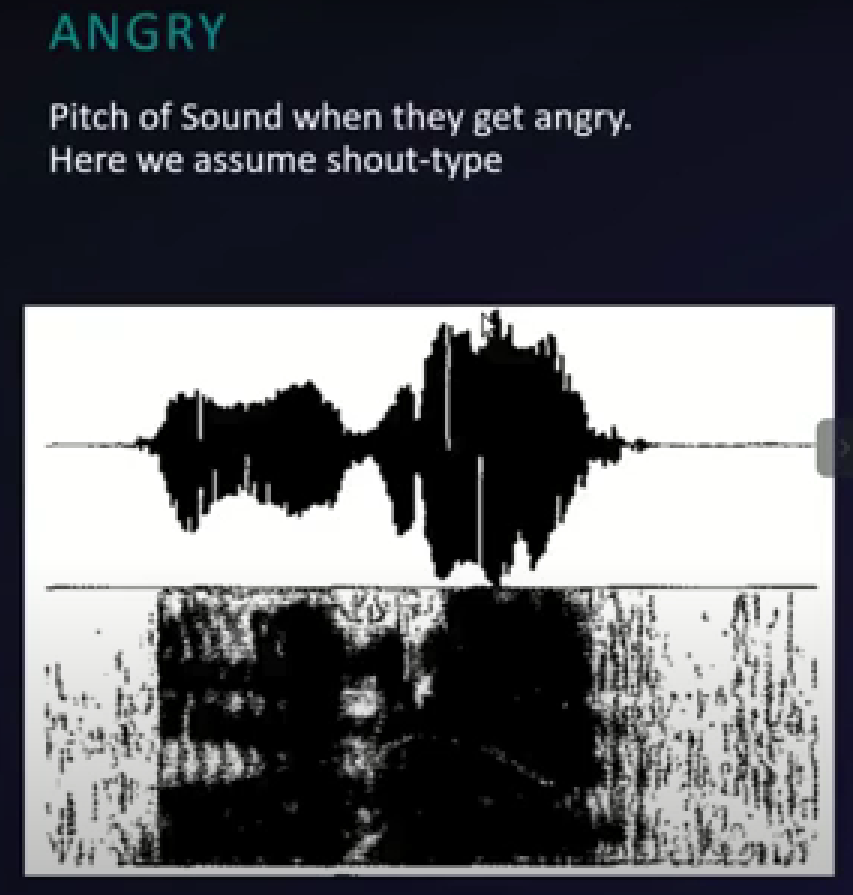 ANGRY
Pitch of Sound when they get angry.
Here we assume shout-type